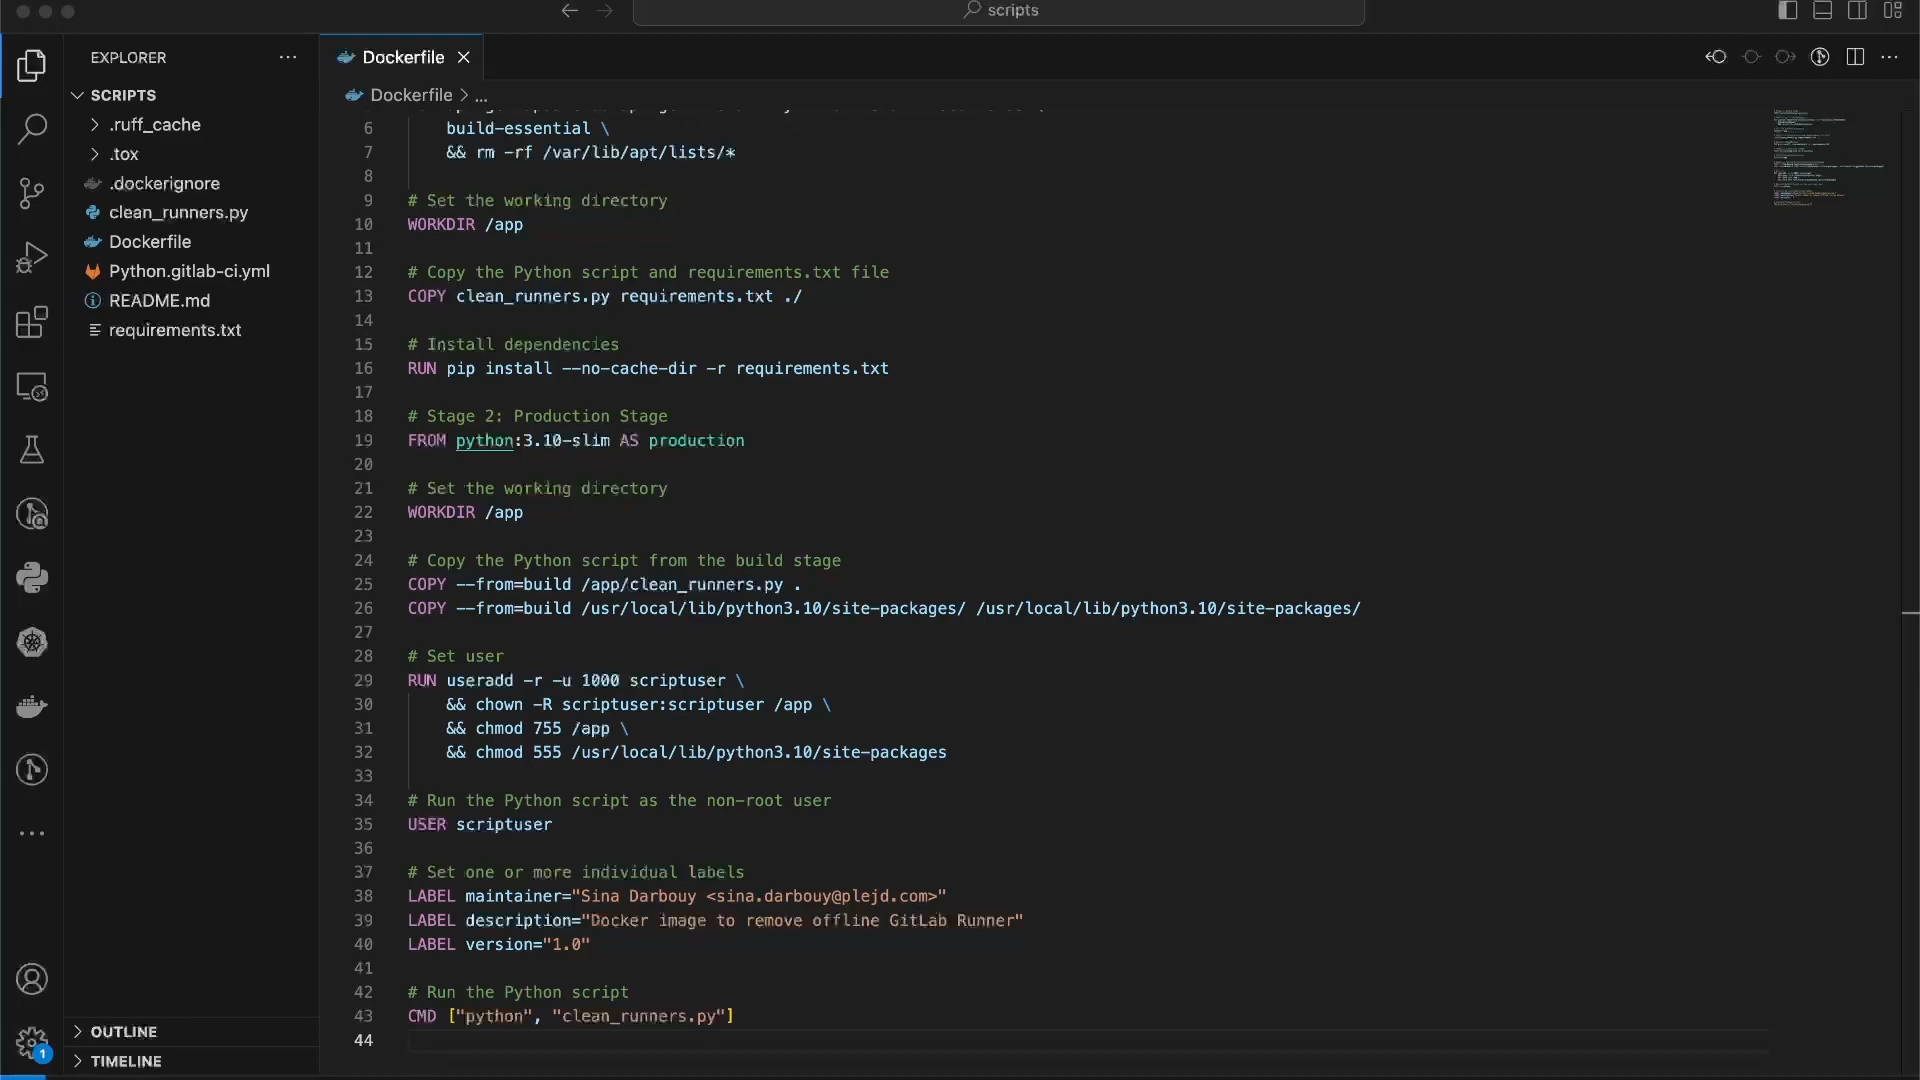 scripts
EXPLORER
SCRIPTS
.ruff_cache
.tox
.dockerignore
clean_runners.py
Dockerfile
Python.gitlab-ci.yml
README.md
requirements.txt
OUTLINE
TIMELINE
1
Dockerfile
Dockerfile > ...
6 build-essential \
7 && rm -rf /var/lib/apt/lists/*
8
9 # Set the working directory
10 WORKDIR /app
11
12 # Copy the Python script and requirements.txt file
13 COPY clean_runners.py requirements.txt ./
14
15 # Install dependencies
16 RUN pip install --no-cache-dir -r requirements.txt
17
18 # Stage 2: Production Stage
19 FROM python:3.10-slim AS production
20
21 # Set the working directory
22 WORKDIR /app
23
24 # Copy the Python script from the build stage
25 COPY --from=build /app/clean_runners.py .
26 COPY --from=build /usr/local/lib/python3.10/site-packages/ /usr/local/lib/python3.10/site-packages/
27
28 # Set user
29 RUN useradd -r -u 1000 scriptuser \
30 && chown -R scriptuser:scriptuser /app \
31 && chmod 755 /app \
32 && chmod 555 /usr/local/lib/python3.10/site-packages
33
34 # Run the Python script as the non-root user
35 USER scriptuser
36
37 # Set one or more individual labels
38 LABEL maintainer="Sina Darbouy <sina.darbouy@plejd.com>"
39 LABEL description="Docker image to remove offline GitLab Runner"
40 LABEL version="1.0"
41
42 # Run the Python script
43 CMD ["python", "clean_runners.py"]
44